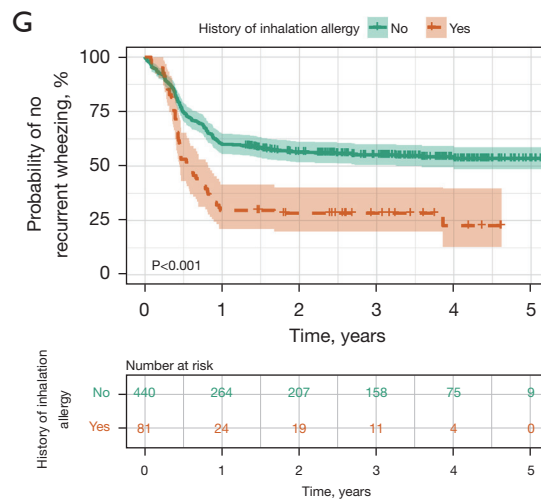 G
History of inhalation allergy No Yes
Probability of no
recurrent wheezing, %
100
75
50
25
0
P<0.001
0 1 2 3 4 5
Time, years
Number at risk
History of inhalation
allergy
No 440 264 207 158 75 9
Yes 81 24 19 11 4 0
0 1 2 3 4 5
Time, years